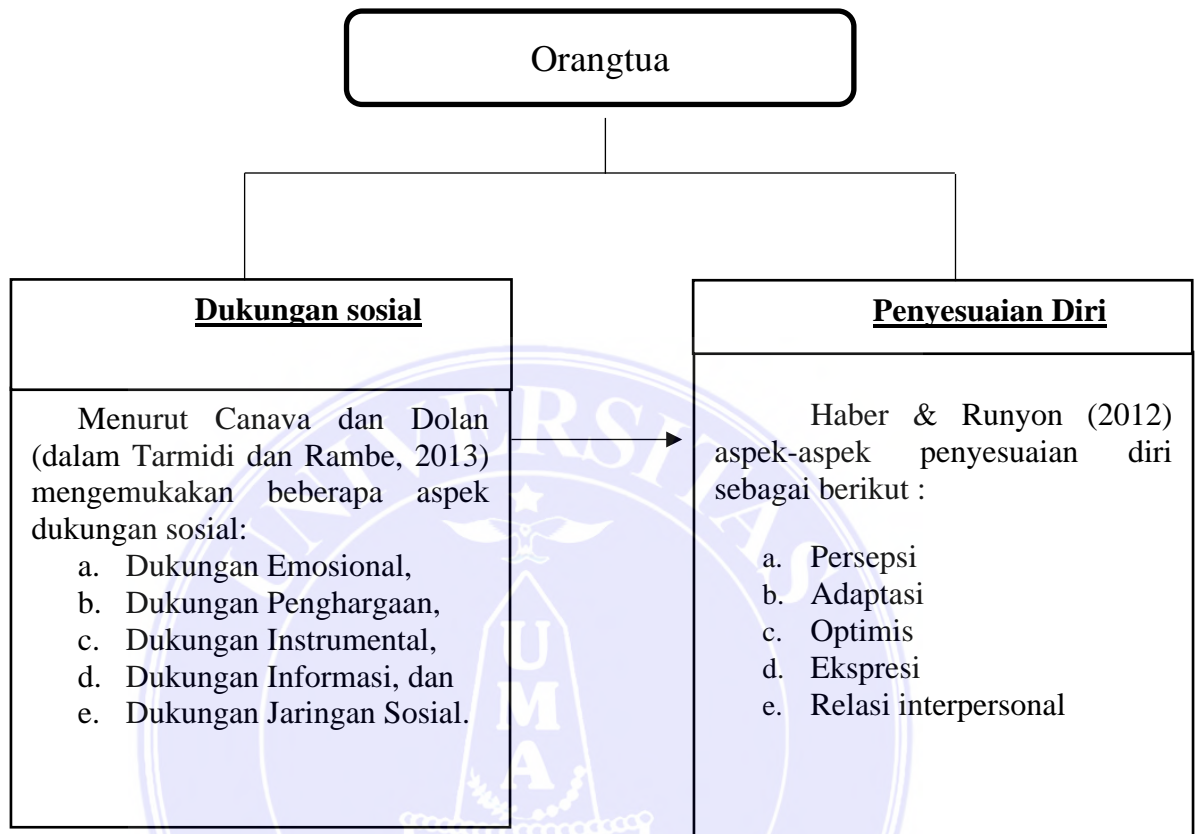 Orangtua
Dukungan sosial
Menurut Canava dan Dolan
(dalam Tarmidi dan Rambe, 2013)
mengemukakan beberapa aspek
dukungan sosial:
a. Dukungan Emosional,
b. Dukungan Penghargaan,
c. Dukungan Instrumental,
d. Dukungan Informasi, dan
e. Dukungan Jaringan Sosial.
Penyesuaian Diri
Haber & Runyon (2012)
aspek-aspek penyesuaian diri
sebagai berikut :
a. Persepsi
b. Adaptasi
c. Optimis
d. Ekspresi
e. Relasi interpersonal
UNIVERSITAS
UMA